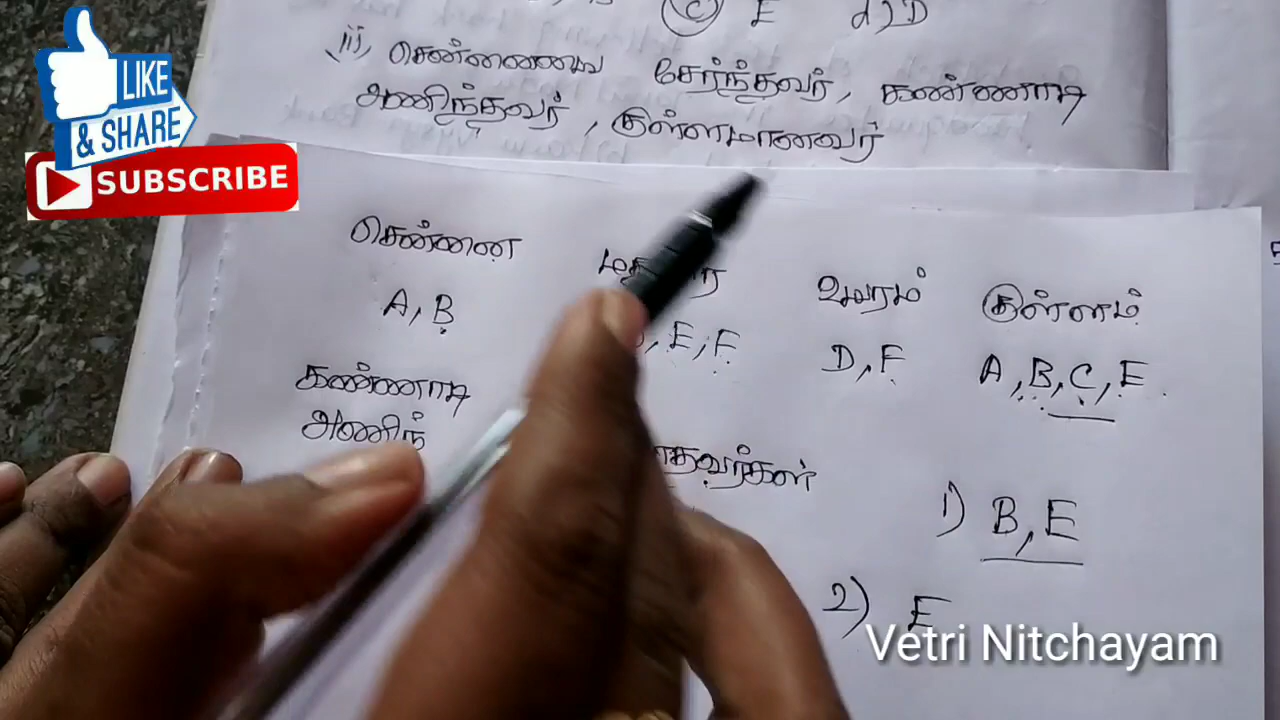 (C) E d) D
iii, சென்னையை சேர்ந்தவர், கண்ணாடி
அணிந்தவர், குள்ளமானவர்
LIKE
& SHARE
SUBSCRIBE
சென்னை உயரம் குள்ளம்
A, B E, F D, F A, B, C, E
கண்ணாடி
அணிந்
1) B, E
2) E
Vetri Nitchayam